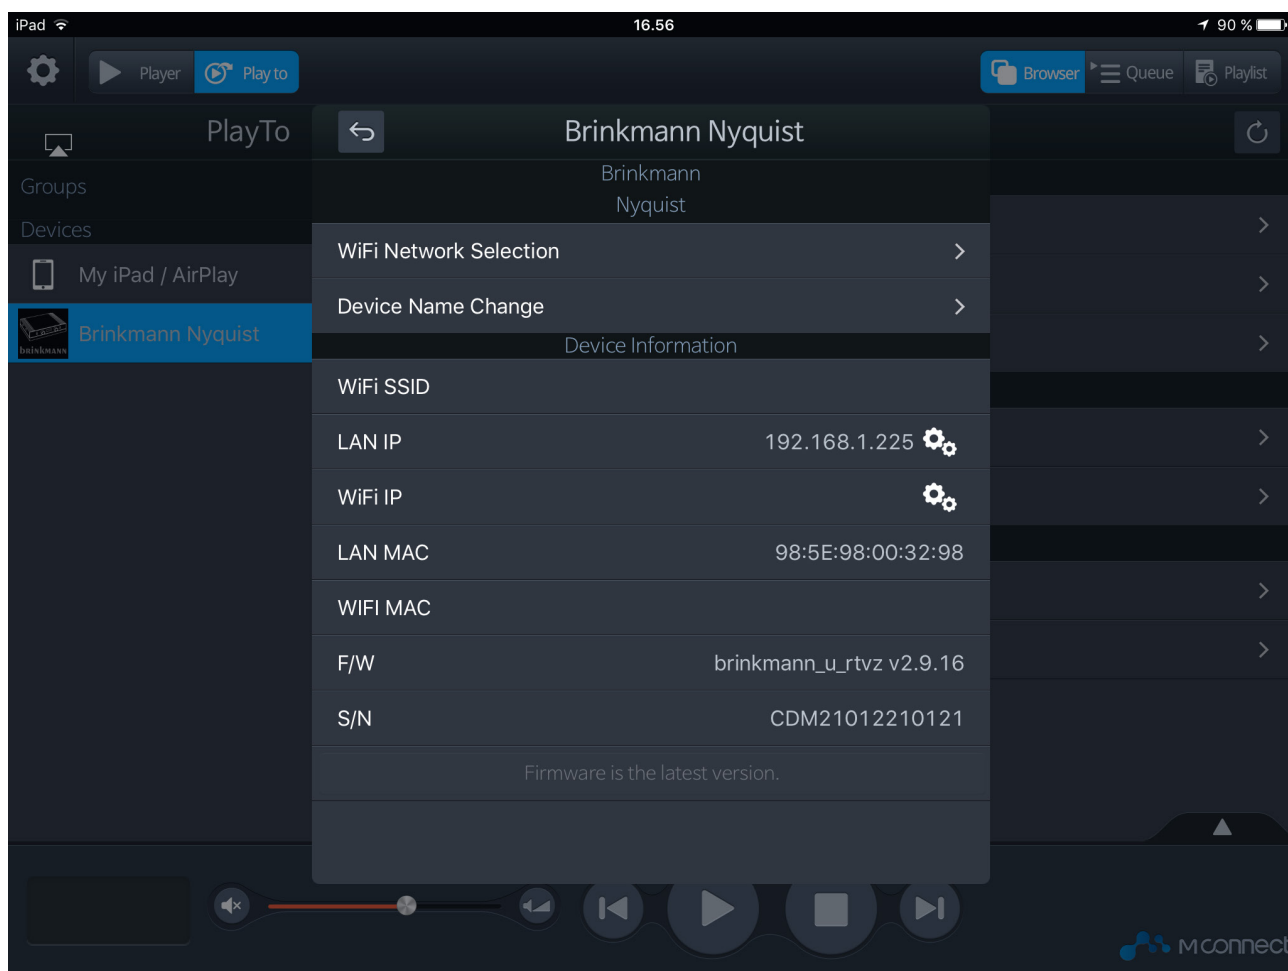 iPad 16.56 90 %
Player Play to Browser Queue Playlist
PlayTo
Groups
Devices
My iPad / AirPlay
brinkmann
Brinkmann Nyquist
Brinkmann Nyquist
Brinkmann
Nyquist
WiFi Network Selection
Device Name Change
Device Information
WiFi SSID
LAN IP 192.168.1.225
WiFi IP
LAN MAC 98:5E:98:00:32:98
WIFI MAC
F/W brinkmann_u_rtvz v2.9.16
S/N CDM21012210121
Firmware is the latest version.
mconnect